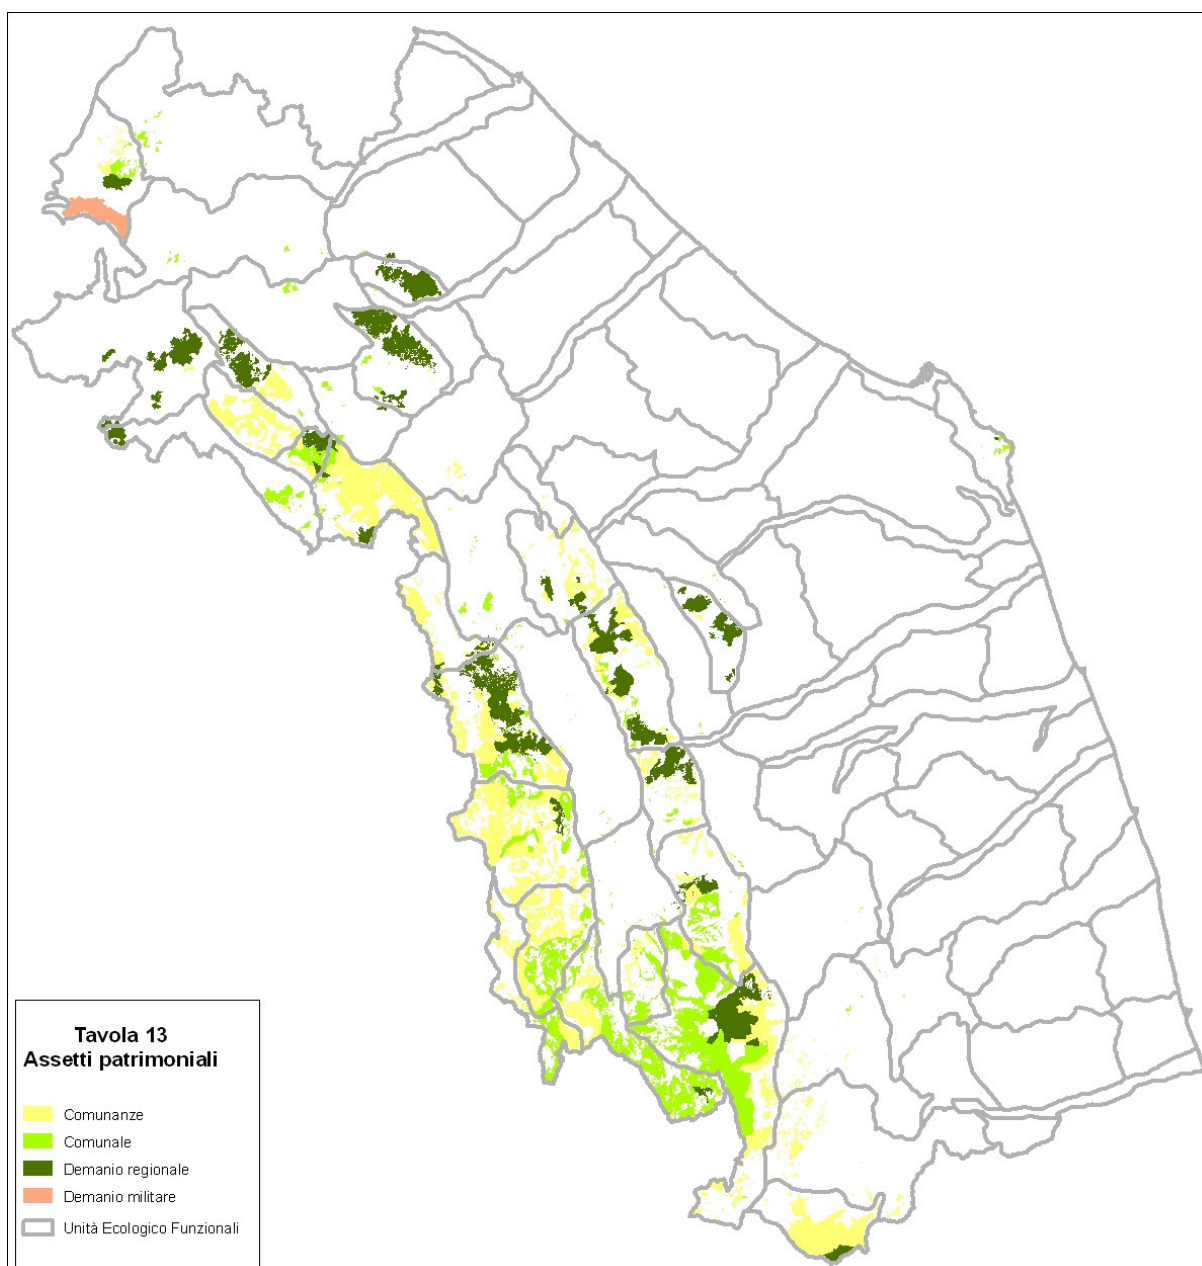 Tavola 13
Assetti patrimoniali
Comunanze
Comunale
Demanio regionale
Demanio militare
Unità Ecologico Funzionali